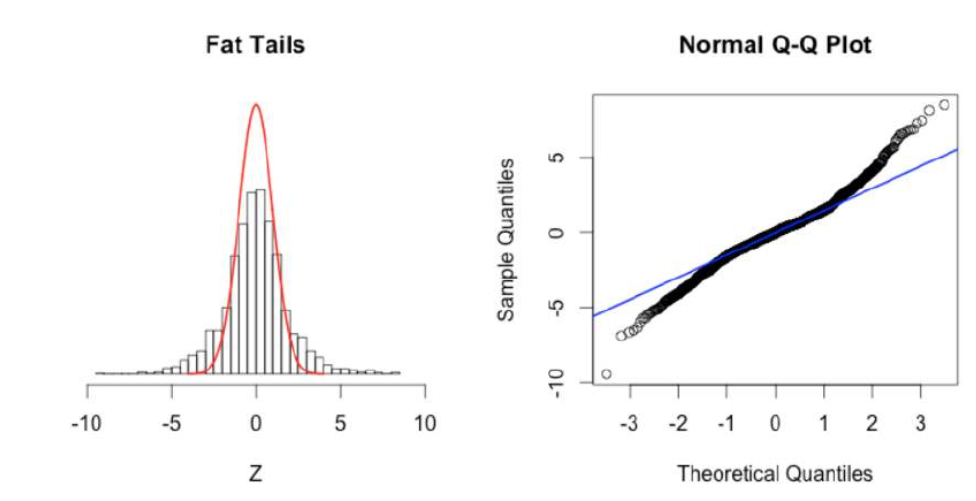 Fat Tails
-10 -5 0 5 10
Z
Normal Q-Q Plot
Sample Quantiles
5
0
-5
-10
-3 -2 -1 0 1 2 3
Theoretical Quantiles